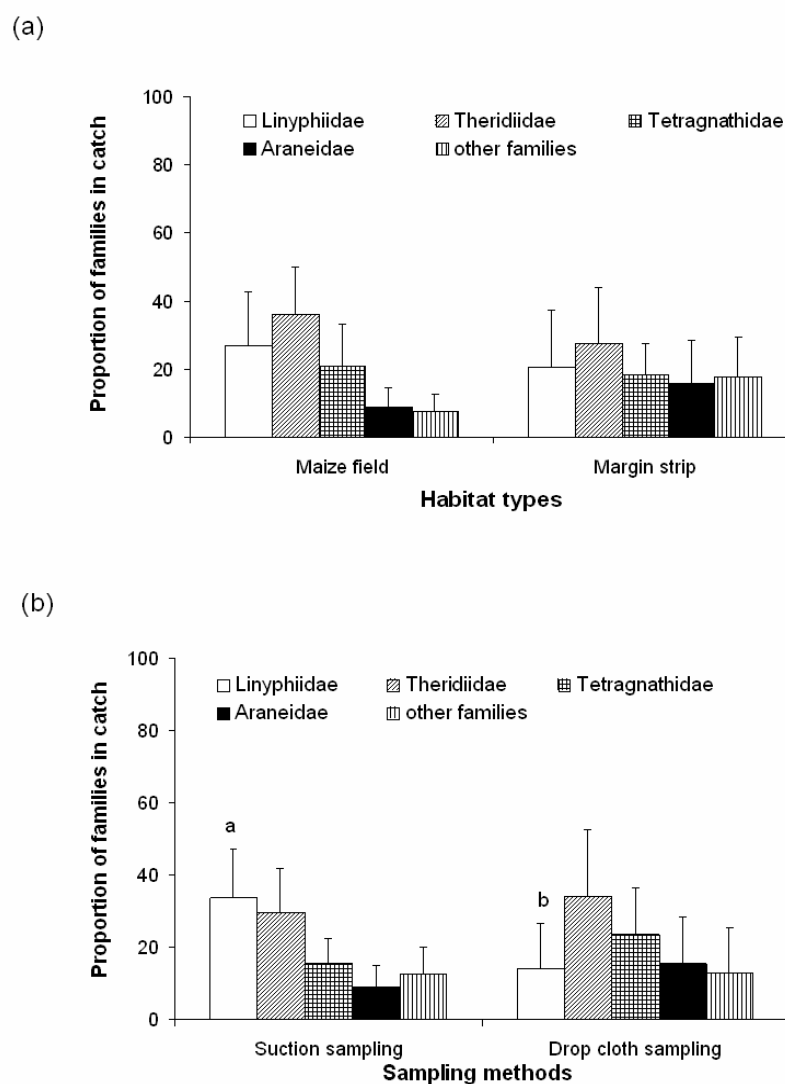 (a)
Proportion of families in catch
100
80
60
40
20
0
Linyphiidae Theridiidae Tetragnathidae
Araneidae other families
Maize field Margin strip
Habitat types
(b)
Proportion of families in catch
100
80
60
40
20
0
Linyphiidae Theridiidae Tetragnathidae
Araneidae other families
a
b
Suction sampling Drop cloth sampling
Sampling methods